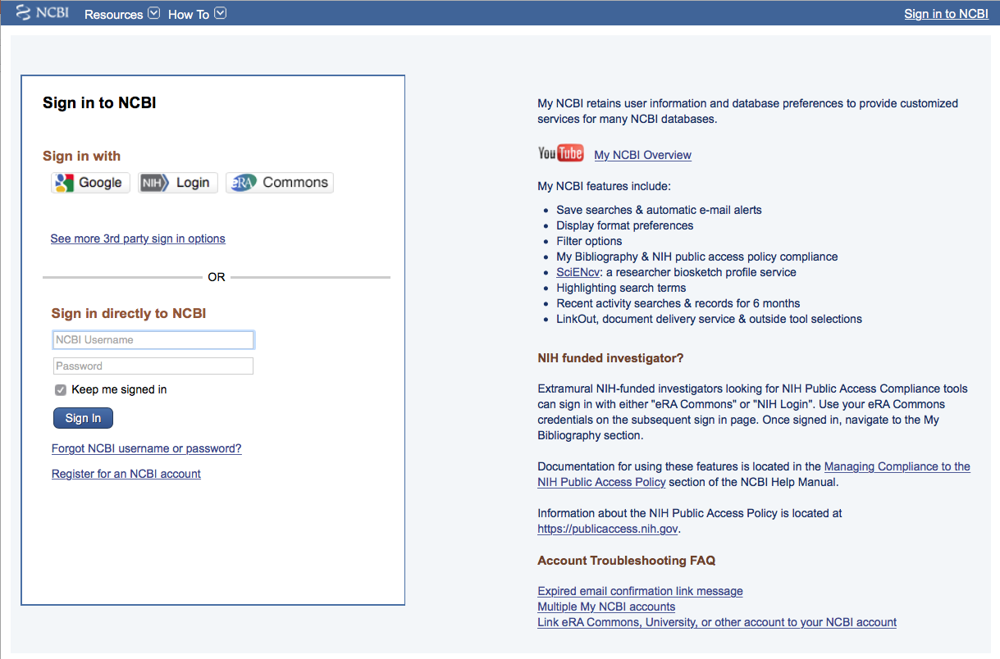 NCBI Resources How To Sign in to NCBI
Sign in to NCBI
Sign in with
Google NIH Login eRA Commons
See more 3rd party sign in options
OR
Sign in directly to NCBI
NCBI Username
Password
Keep me signed in
Sign In
Forgot NCBI username or password?
Register for an NCBI account
My NCBI retains user information and database preferences to provide customized
services for many NCBI databases.
YouTube My NCBI Overview
My NCBI features include:
• Save searches & automatic e-mail alerts
• Display format preferences
• Filter options
• My Bibliography & NIH public access policy compliance
• SciENcv: a researcher biosketch profile service
• Highlighting search terms
• Recent activity searches & records for 6 months
• LinkOut, document delivery service & outside tool selections
NIH funded investigator?
Extramural NIH-funded investigators looking for NIH Public Access Compliance tools
can sign in with either "eRA Commons" or "NIH Login". Use your eRA Commons
credentials on the subsequent sign in page. Once signed in, navigate to the My
Bibliography section.
Documentation for using these features is located in the Managing Compliance to the
NIH Public Access Policy section of the NCBI Help Manual.
Information about the NIH Public Access Policy is located at
https://publicaccess.nih.gov.
Account Troubleshooting FAQ
Expired email confirmation link message
Multiple My NCBI accounts
Link eRA Commons, University, or other account to your NCBI account